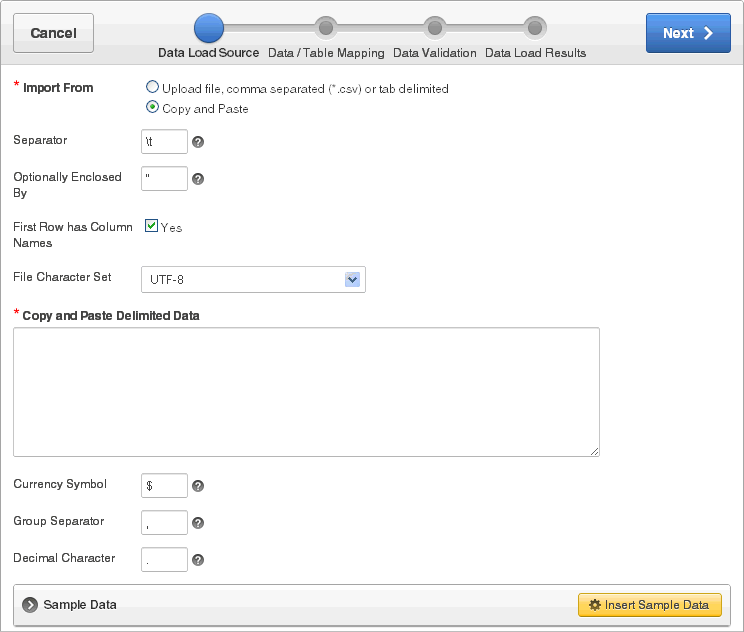 Cancel
Next
Data Load Source Data / Table Mapping Data Validation Data Load Results
* Import From
Upload file, comma separated (*.csv) or tab delimited
Copy and Paste
Separator
\t
?
Optionally Enclosed
By
"
?
First Row has Column
Names
Yes
File Character Set
UTF-8
* Copy and Paste Delimited Data
Currency Symbol
$
?
Group Separator
,
?
Decimal Character
.
?
Sample Data
Insert Sample Data